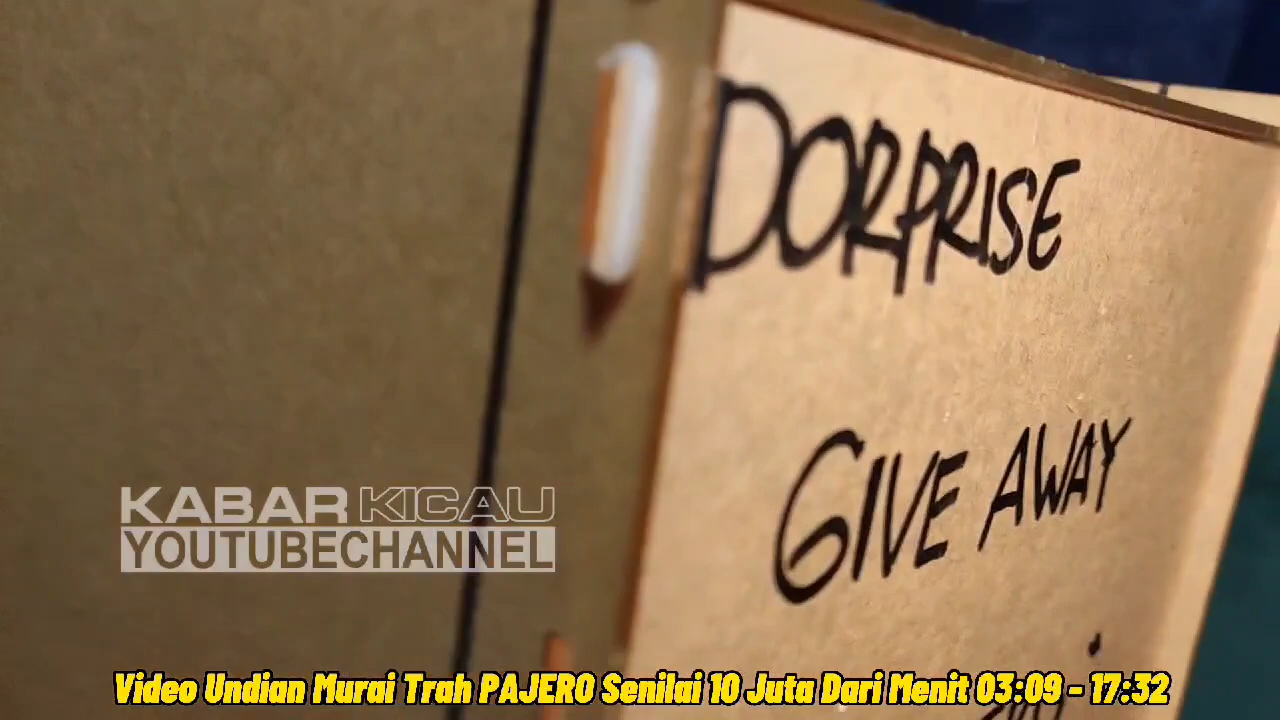 DORPRISE
GIVE AWAY
KABAR KICAU
YOUTUBECHANNEL
Video Undian Murai Trah PAJERO Senilai 10 Juta Dari Menit 03:09 - 17:32